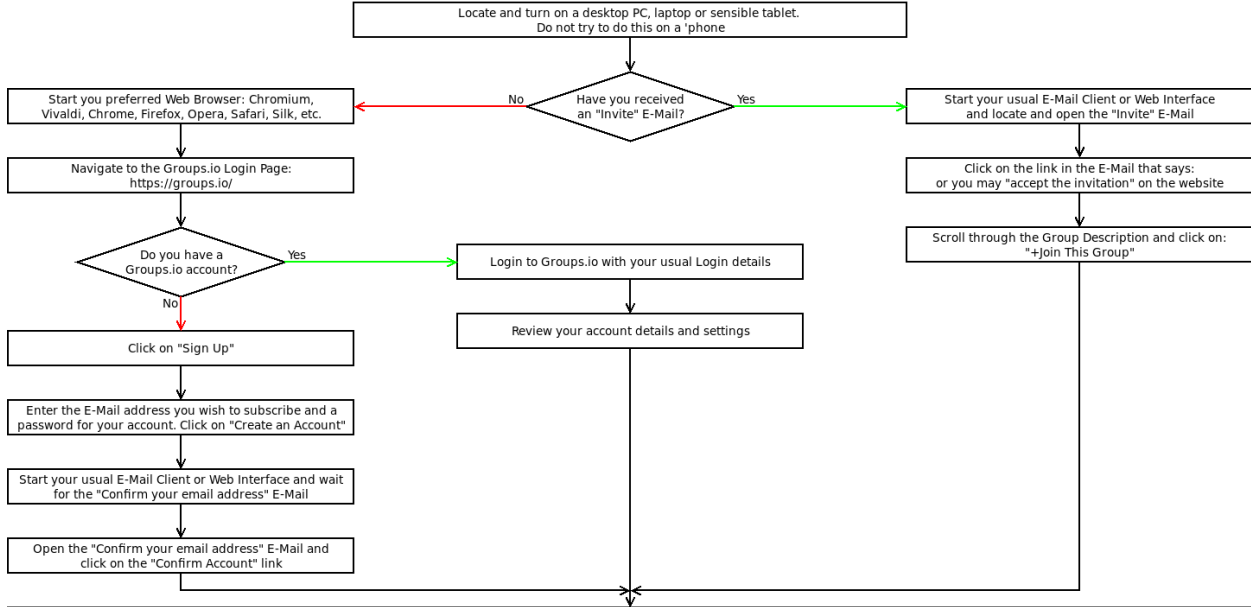 Locate and turn on a desktop PC, laptop or sensible tablet.
Do not try to do this on a 'phone
Have you received
an "Invite" E-Mail?
No
Yes
Start you preferred Web Browser: Chromium,
Vivaldi, Chrome, Firefox, Opera, Safari, Silk, etc.
Start your usual E-Mail Client or Web Interface
and locate and open the "Invite" E-Mail
Navigate to the Groups.io Login Page:
https://groups.io/
Click on the link in the E-Mail that says:
or you may "accept the invitation" on the website
Do you have a
Groups.io account?
Yes
No
Login to Groups.io with your usual Login details
Scroll through the Group Description and click on:
"+Join This Group"
Review your account details and settings
Click on "Sign Up"
Enter the E-Mail address you wish to subscribe and a
password for your account. Click on "Create an Account"
Start your usual E-Mail Client or Web Interface and wait
for the "Confirm your email address" E-Mail
Open the "Confirm your email address" E-Mail and
click on the "Confirm Account" link